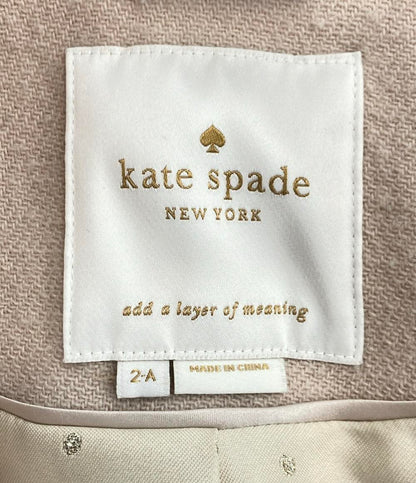 kate spade
NEW YORK
add a layer of meaning
2-A
MADE IN CHINA